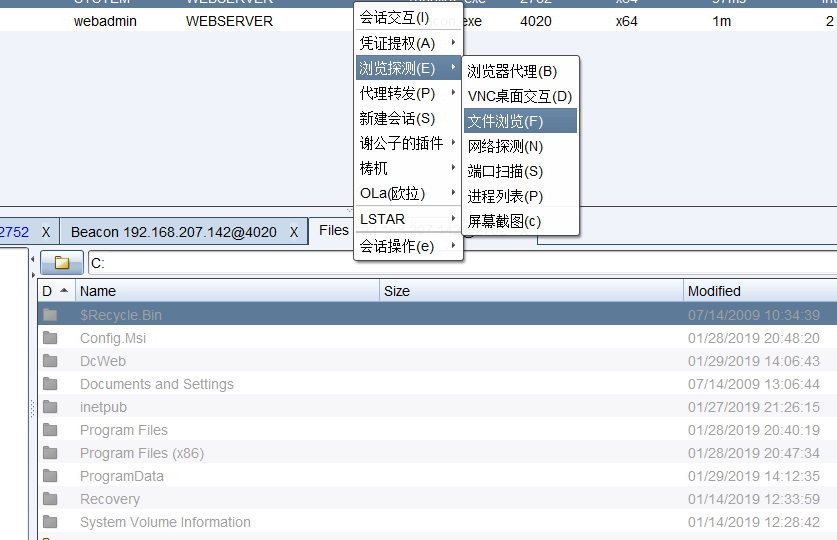 SYSTEM WEBSERVER 2752 x64 97ms
webadmin WEBSERVER 4020 x64 1m 2
会话交互(I)
凭证提权(A)
浏览探测(E)
代理转发(P)
新建会话(S)
谢公子的插件
梼杌
OLa(欧拉)
LSTAR
会话操作(e)
浏览器代理(B)
VNC桌面交互(D)
文件浏览(F)
网络探测(N)
端口扫描(S)
进程列表(P)
屏幕截图(c)
2752 X Beacon 192.168.207.142@4020 X Files
C:
D Name Size Modified
$Recycle.Bin 07/14/2009 10:34:39
Config.Msi 01/28/2019 20:48:20
DcWeb 01/29/2019 14:06:43
Documents and Settings 07/14/2009 13:06:44
inetpub 01/27/2019 21:26:15
Program Files 01/28/2019 20:40:19
Program Files (x86) 01/28/2019 20:47:34
ProgramData 01/29/2019 14:12:35
Recovery 01/14/2019 12:33:59
System Volume Information 01/14/2019 12:28:42